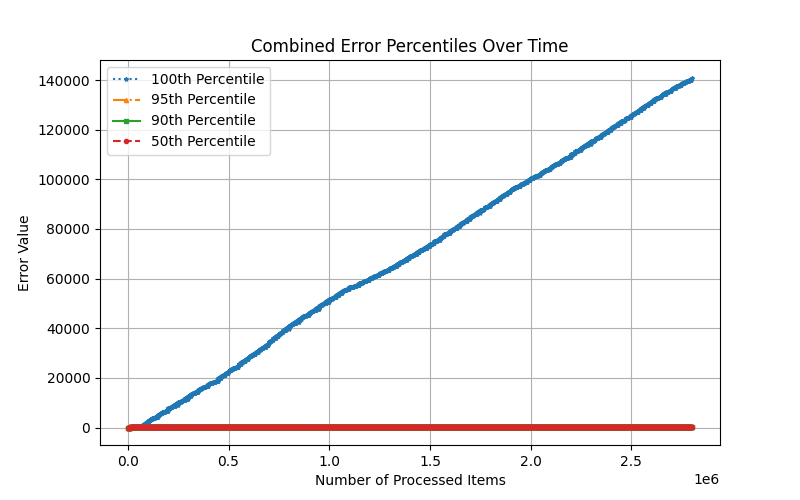 Combined Error Percentiles Over Time
100th Percentile
95th Percentile
90th Percentile
50th Percentile
140000
120000
100000
80000
60000
40000
20000
0
Error Value
0.0 0.5 1.0 1.5 2.0 2.5
1e6
Number of Processed Items